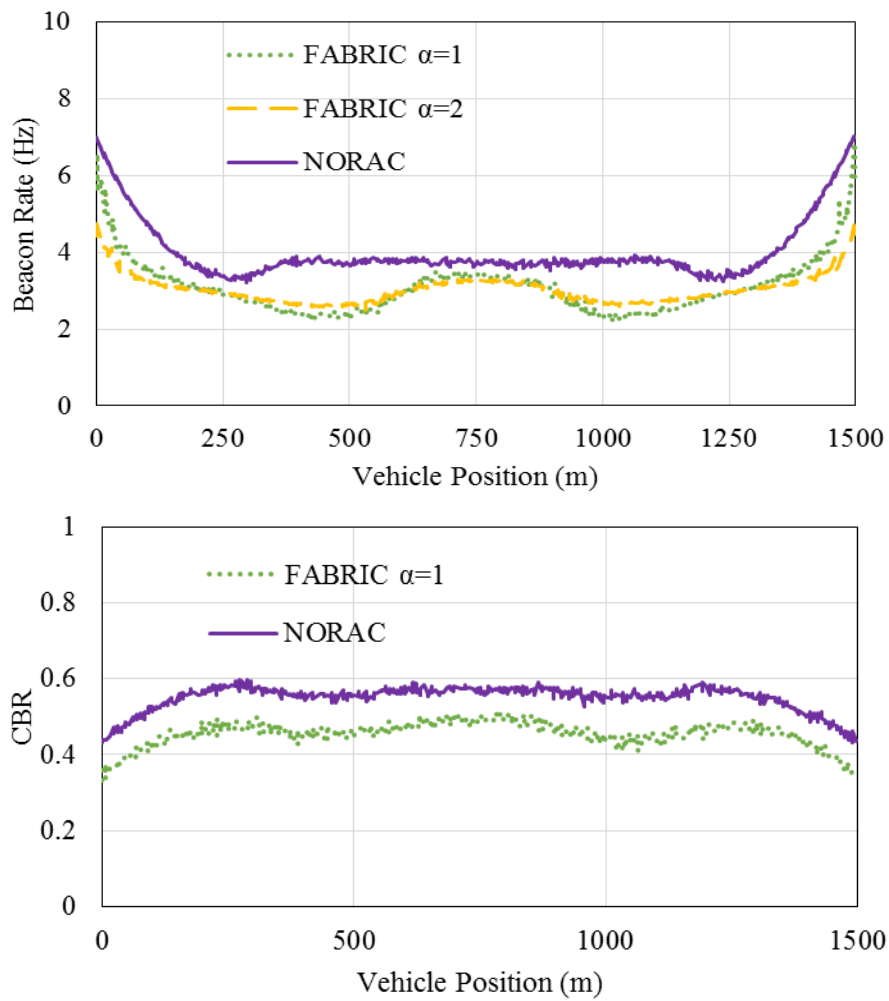 10
FABRIC α=1
8
FABRIC α=2
NORAC
6
4
2
0
Beacon Rate (Hz)
0 250 500 750 1000 1250 1500
Vehicle Position (m)
1
FABRIC α=1
0.8
NORAC
0.6
0.4
0.2
0
CBR
0 500 1000 1500
Vehicle Position (m)